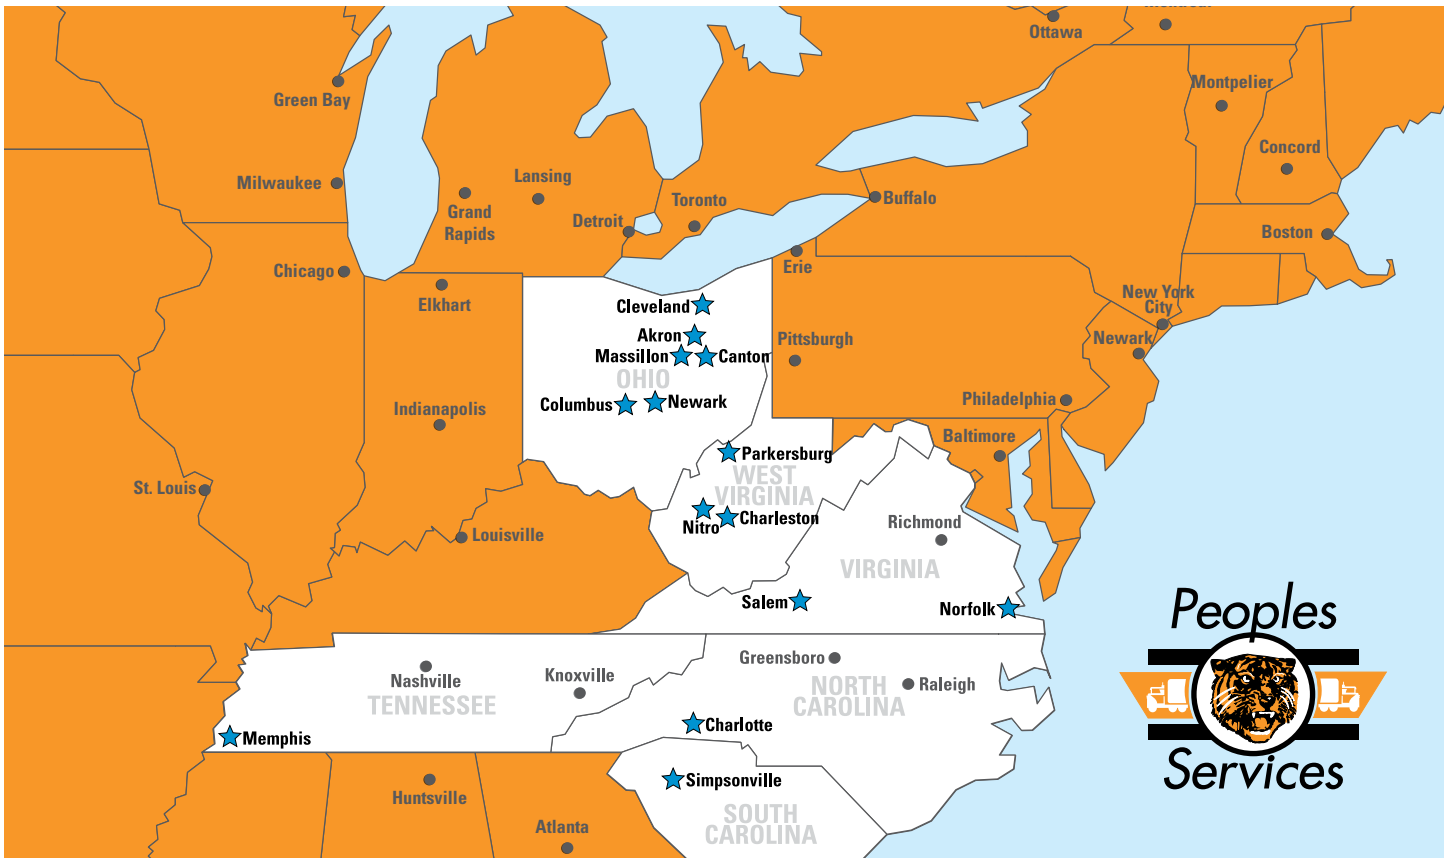 Ottawa
Green Bay
Montpelier
Concord
Milwaukee
Lansing
Grand
Rapids
Toronto
Detroit
Buffalo
Boston
Chicago
Erie
Elkhart
New York
City
Cleveland
Akron
Pittsburgh
Newark
Massillon
Canton
OHIO
Columbus
Newark
Philadelphia
Indianapolis
Baltimore
Parkersburg
WEST
VIRGINIA
St. Louis
Nitro
Charleston
Richmond
Louisville
VIRGINIA
Salem
Norfolk
Peoples
Services
Greensboro
Nashville
Knoxville
TENNESSEE
NORTH
CAROLINA
Raleigh
Memphis
Charlotte
Simpsonville
Huntsville
SOUTH
CAROLINA
Atlanta